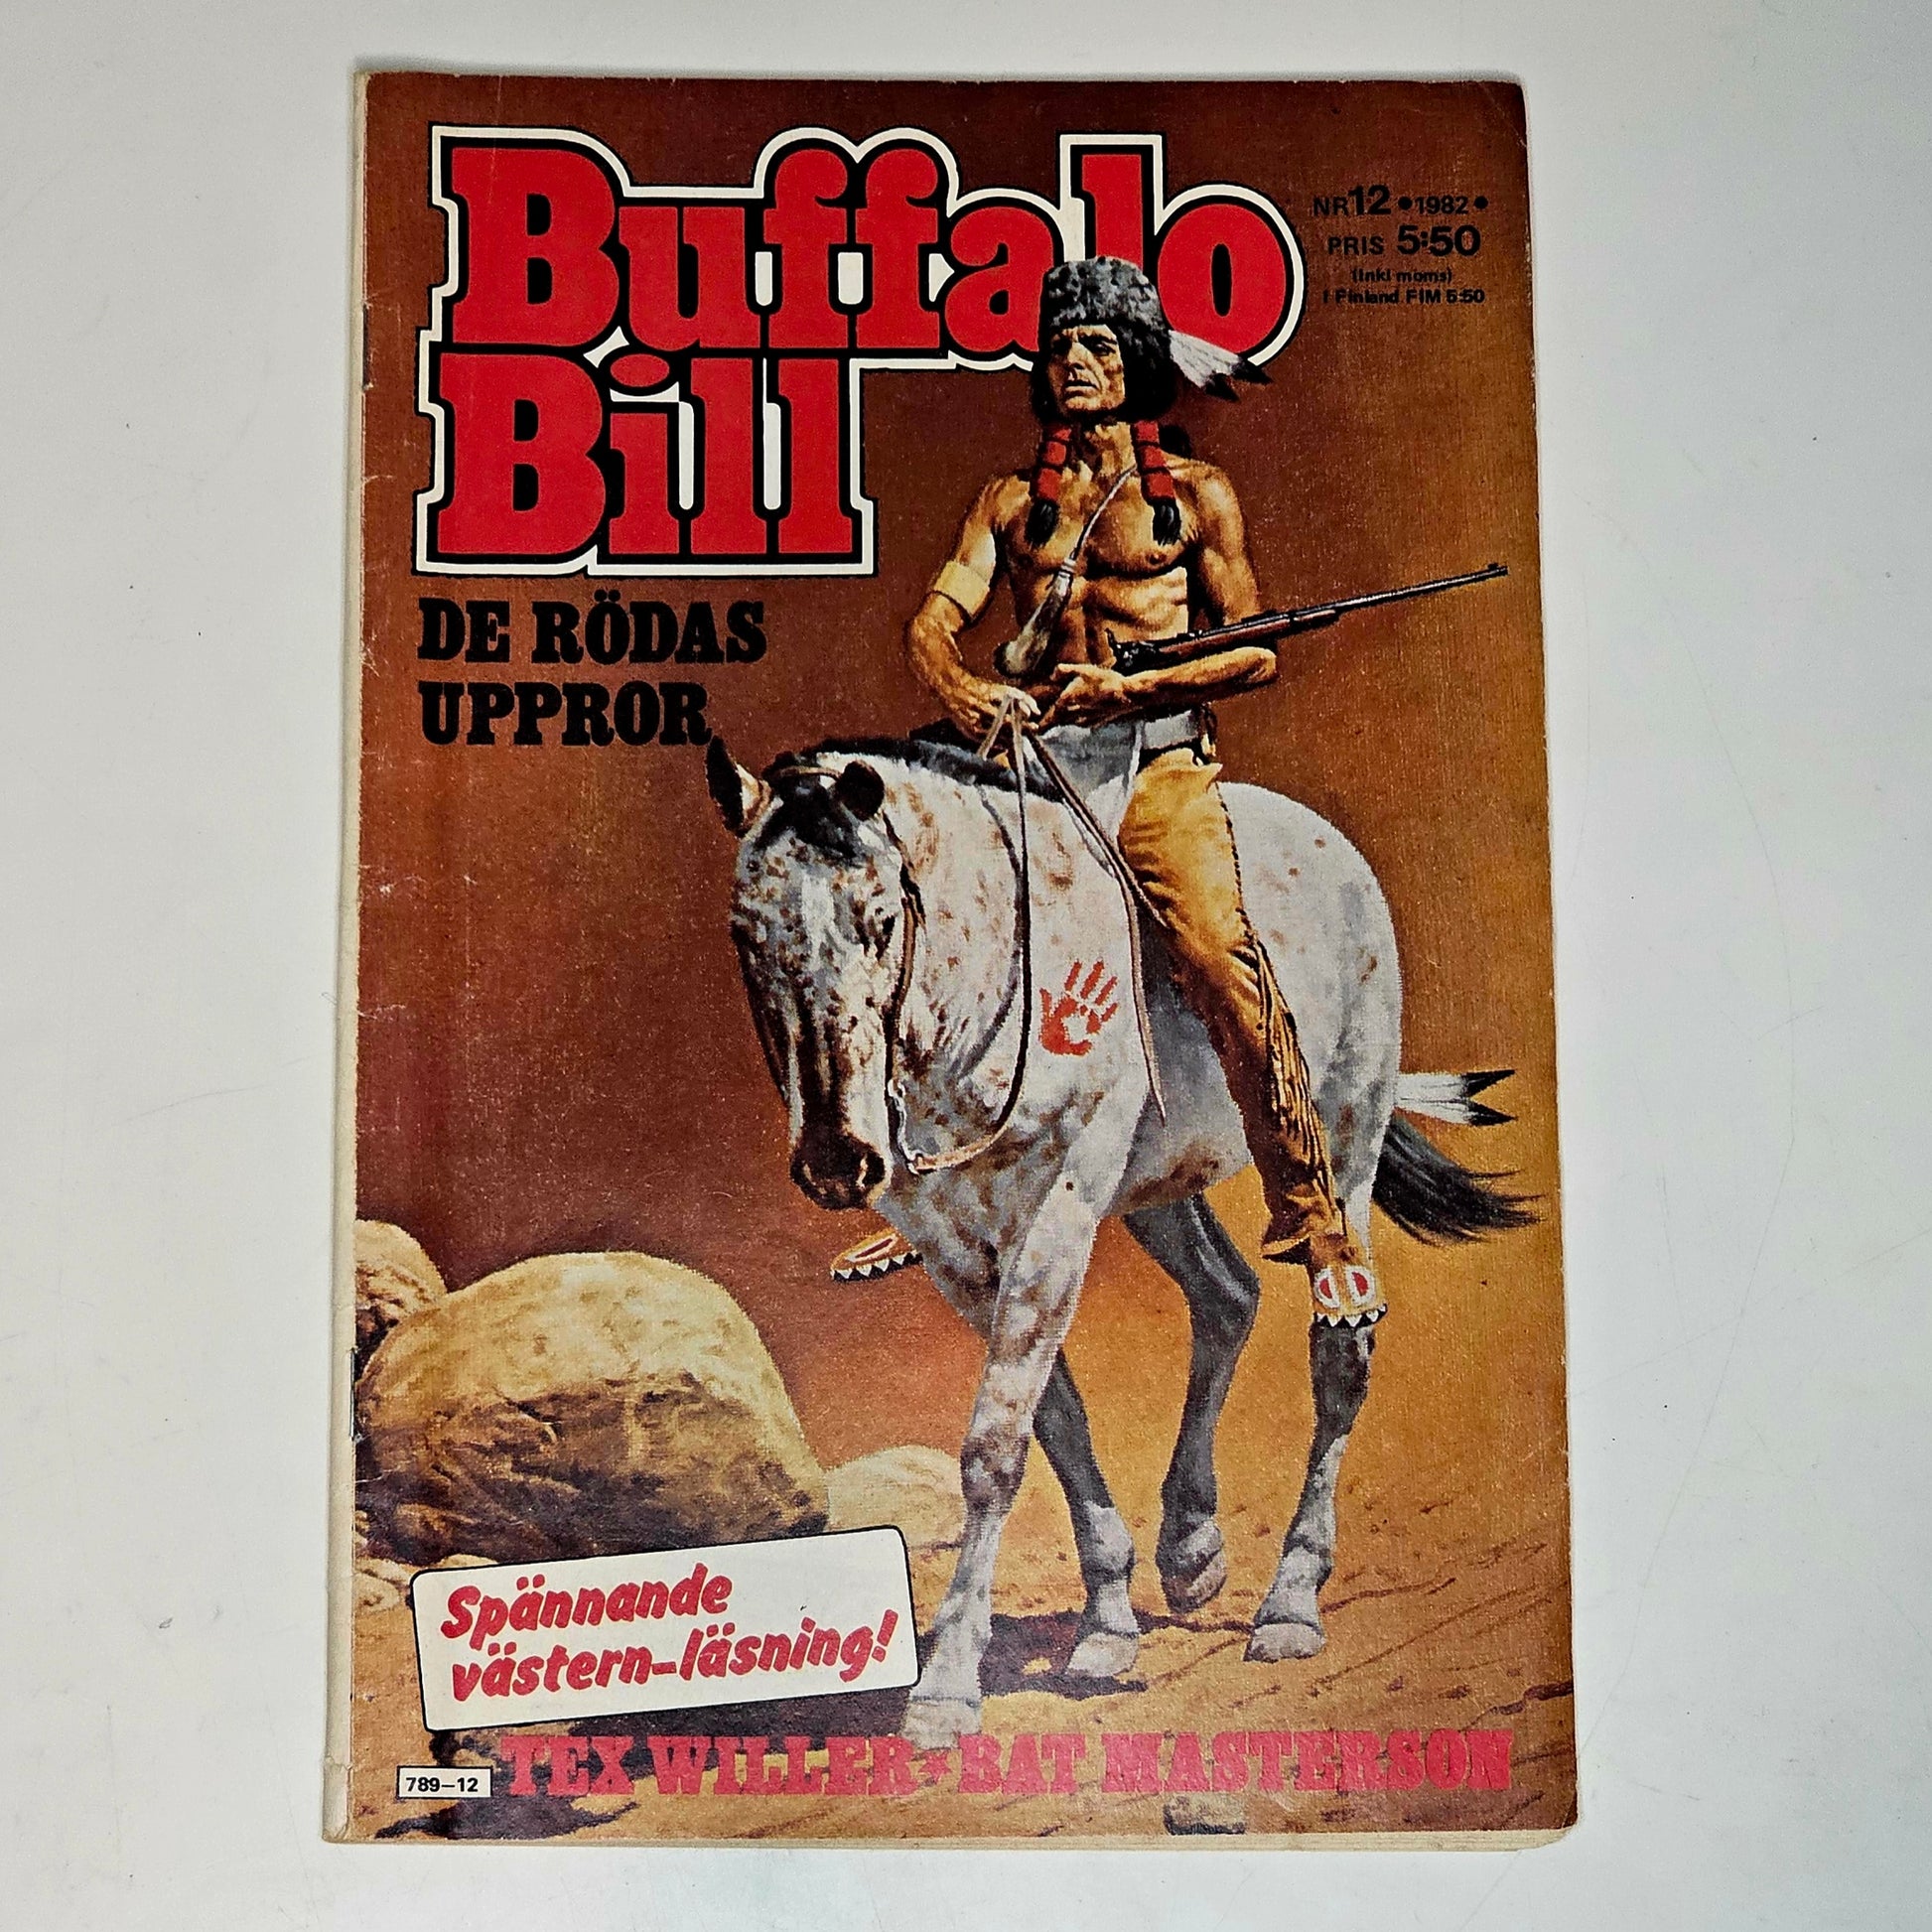 Buffalo
Bill
NR 12 • 1982 •
PRIS 5:50
(inkl moms)
I Finland FIM 5:50
DE RÖDAS
UPPROR
Spännande
västern-läsning!
789-12
TEX WILLER ★ BAT MASTERSON